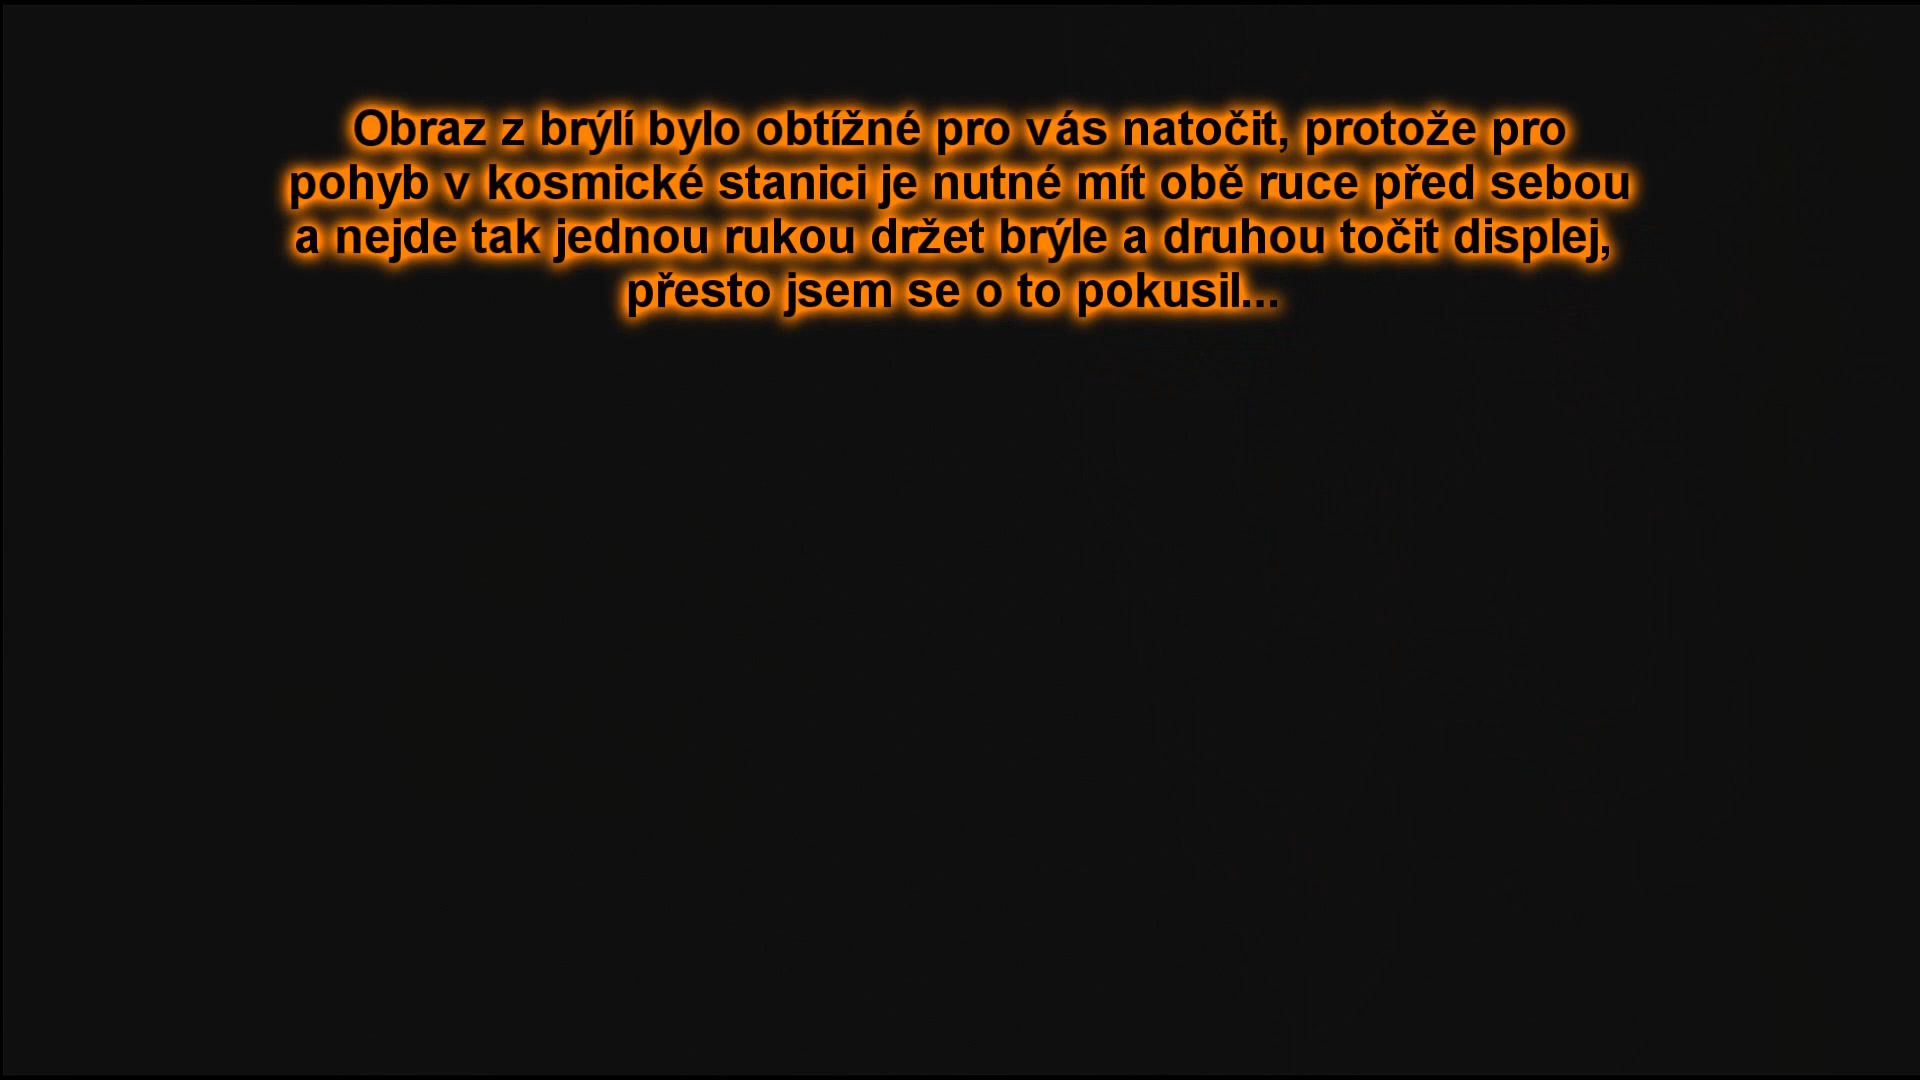 Obraz z brýlí bylo obtížné pro vás natočit, protože pro
pohyb v kosmické stanici je nutné mít obě ruce před sebou
a nejde tak jednou rukou držet brýle a druhou točit displej,
přesto jsem se o to pokusil...